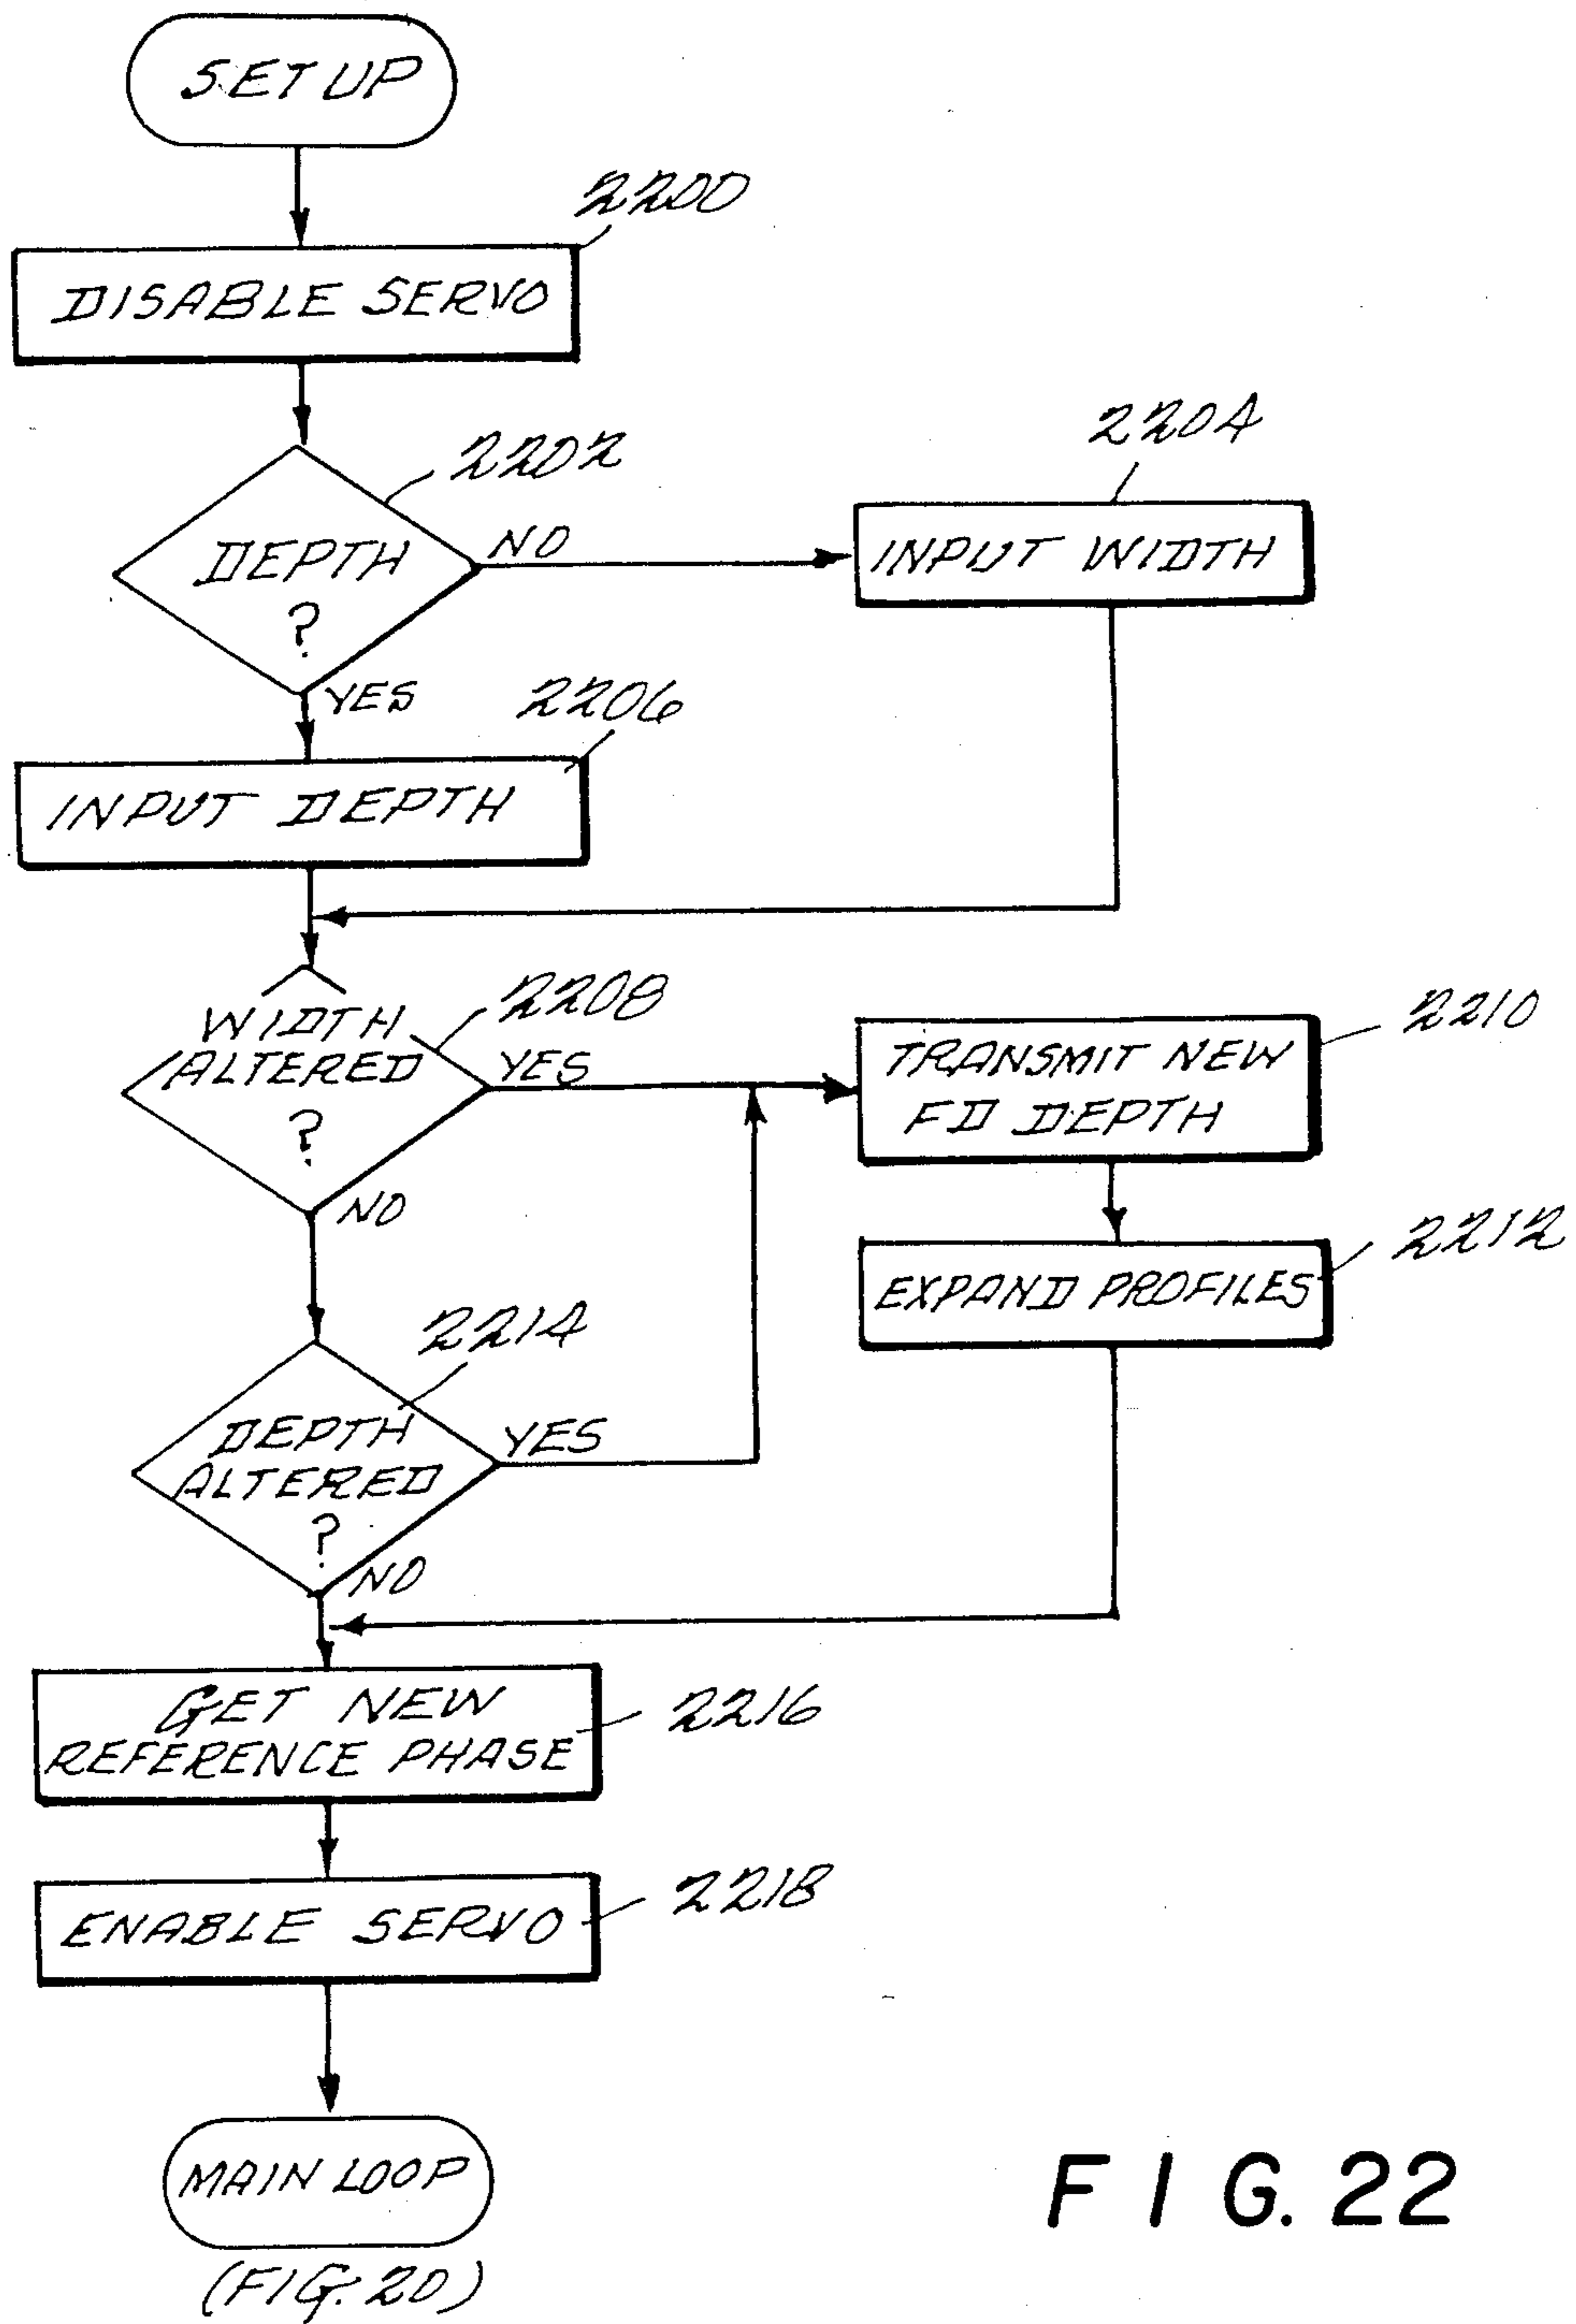 SET UP
2200
DISABLE SERVO
2202
2204
DEPTH
?
NO
INPUT WIDTH
YES
2206
INPUT DEPTH
2208
WIDTH
ALTERED
?
YES
2210
TRANSMIT NEW
FD DEPTH
NO
2212
EXPAND PROFILES
2214
DEPTH
ALTERED
?
YES
NO
GET NEW
REFERENCE PHASE
2216
ENABLE SERVO
2218
MAIN LOOP
(FIG. 20)
FIG. 22